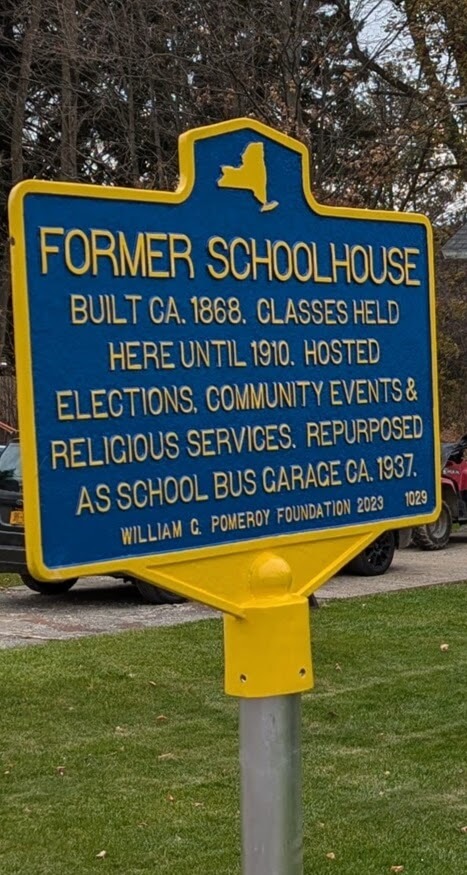 FORMER SCHOOLHOUSE
BUILT CA. 1868. CLASSES HELD
HERE UNTIL 1910. HOSTED
ELECTIONS, COMMUNITY EVENTS &
RELIGIOUS SERVICES. REPURPOSED
AS SCHOOL BUS GARAGE CA. 1937.
WILLIAM G. POMEROY FOUNDATION 2023 1029